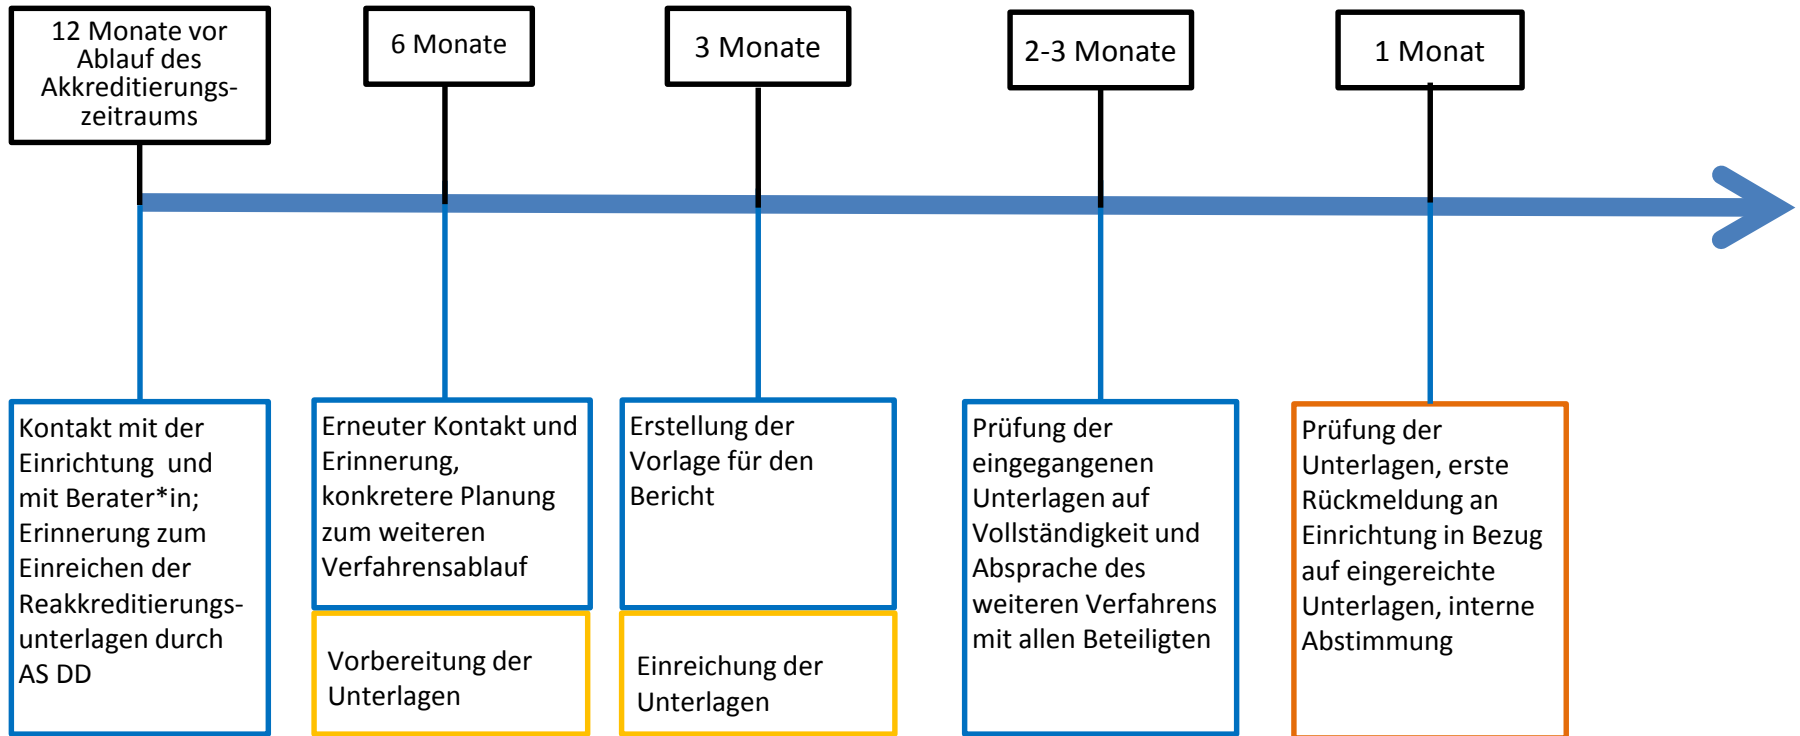 12 Monate vor
Ablauf des
Akkreditierungs-
zeitraums
6 Monate
3 Monate
2-3 Monate
1 Monat
Kontakt mit der
Einrichtung und
mit Berater*in;
Erinnerung zum
Einreichen der
Reakkreditierungs-
unterlagen durch
AS DD
Erneuter Kontakt und
Erinnerung,
konkretere Planung
zum weiteren
Verfahrensablauf
Vorbereitung der
Unterlagen
Erstellung der
Vorlage für den
Bericht
Einreichung der
Unterlagen
Prüfung der
eingegangenen
Unterlagen auf
Vollständigkeit und
Absprache des
weiteren Verfahrens
mit allen Beteiligten
Prüfung der
Unterlagen, erste
Rückmeldung an
Einrichtung in Bezug
auf eingereichte
Unterlagen, interne
Abstimmung